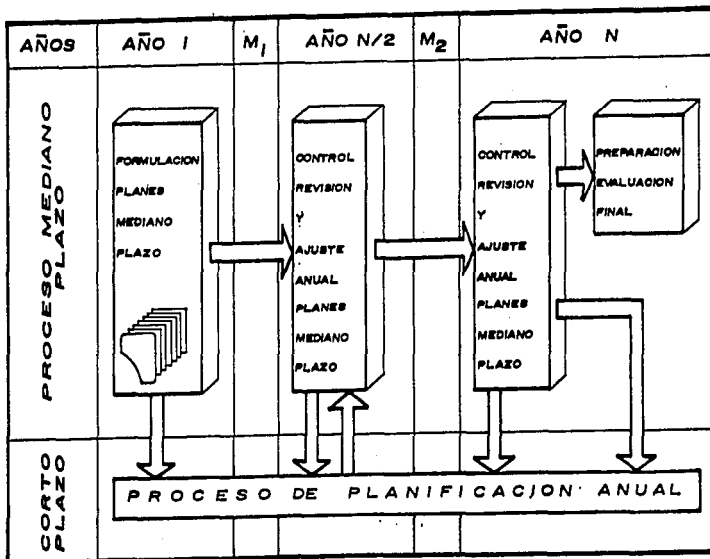 AÑOS
AÑO 1
M1
AÑO N/2
M2
AÑO N
PROCESO MEDIANO
PLAZO
FORMULACION
PLANES
MEDIANO
PLAZO
CONTROL
REVISION
Y
AJUSTE
ANUAL
PLANES
MEDIANO
PLAZO
CONTROL
REVISION
Y
AJUSTE
ANUAL
PLANES
MEDIANO
PLAZO
PREPARACION
EVALUACION
FINAL
CORTO
PLAZO
PROCESO DE PLANIFICACION ANUAL